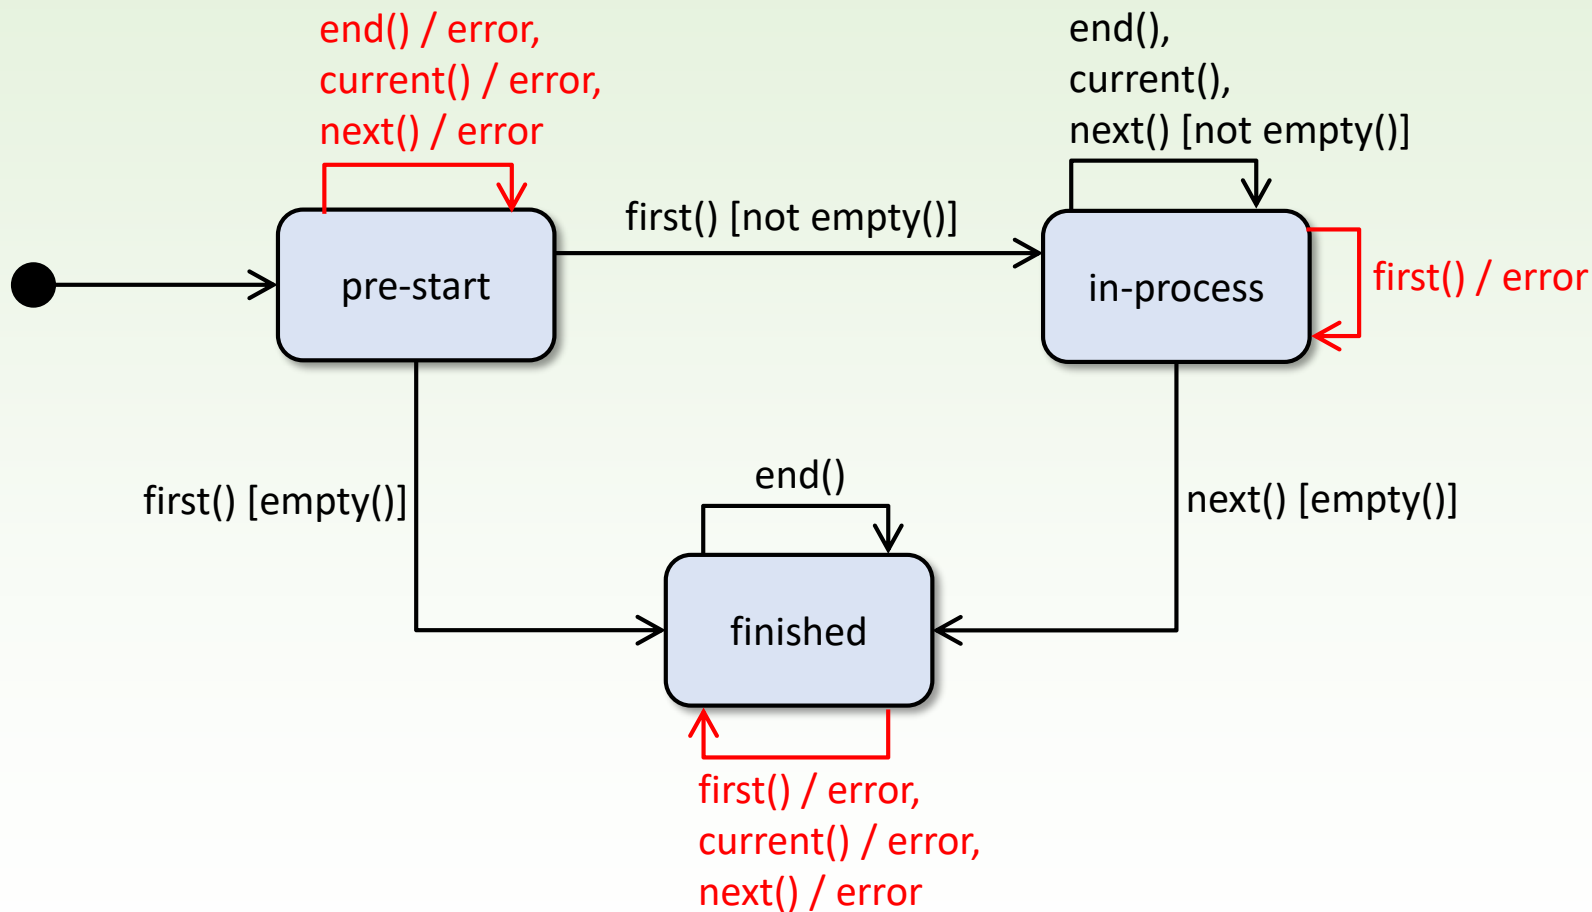 end() / error,
current() / error,
next() / error
end(),
current(),
next() [not empty()]
first() [not empty()]
pre-start
in-process
first() / error
first() [empty()]
end()
next() [empty()]
finished
first() / error,
current() / error,
next() / error